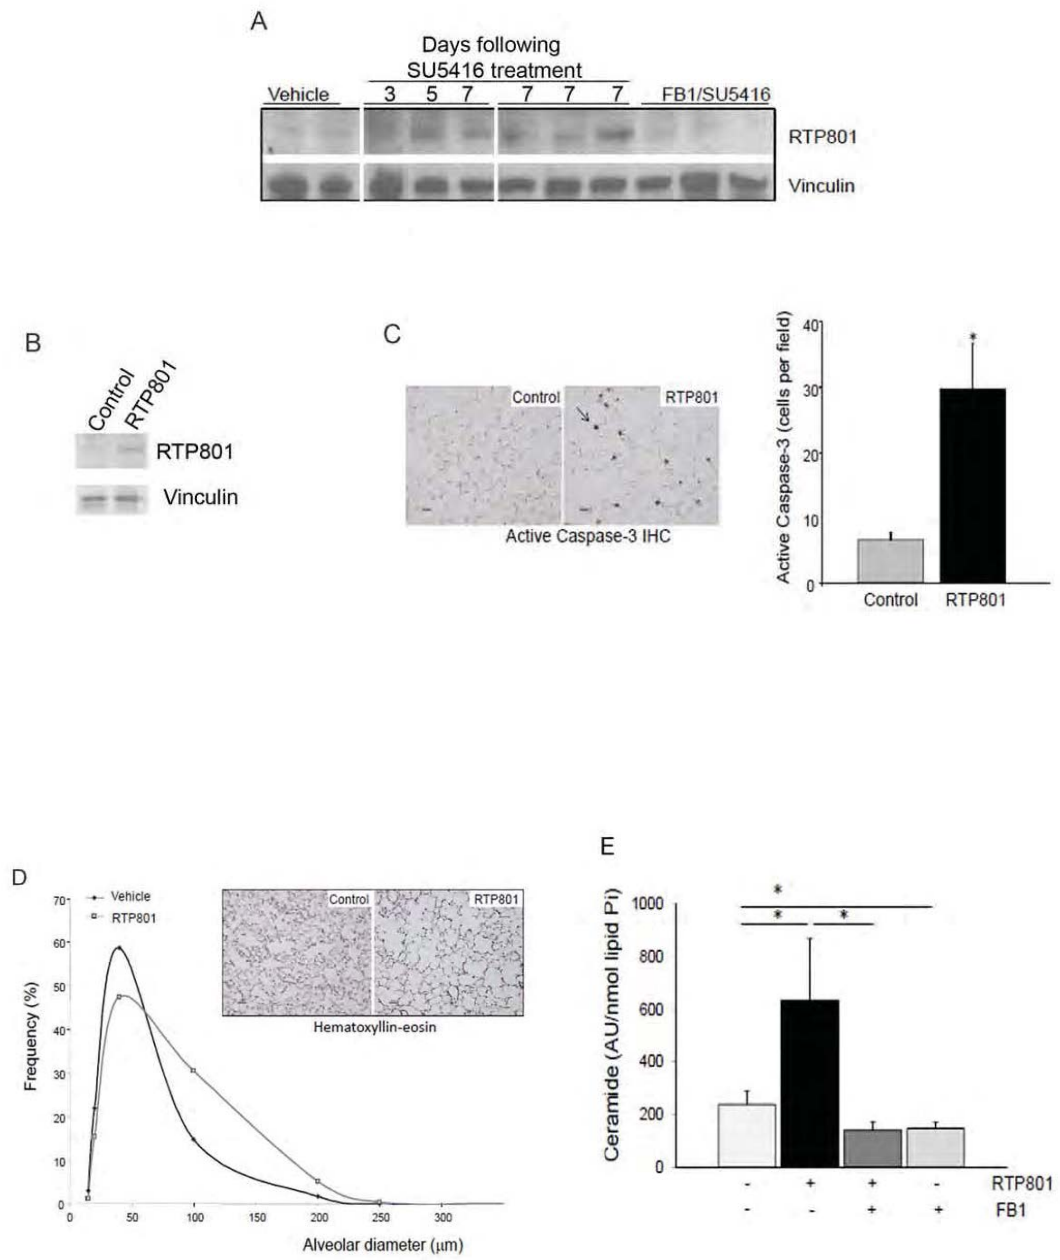 A
Days following
SU5416 treatment
Vehicle 3 5 7 7 7 7 FB1/SU5416
RTP801
Vinculin
B
Control
RTP801
RTP801
Vinculin
C
Control
RTP801
Active Caspase-3 IHC
Active Caspase-3 (cells per field)
40
30
20
10
0
*
Control
RTP801
D
Vehicle
RTP801
Frequency (%)
70
60
50
40
30
20
10
0
0 50 100 150 200 250 300
Alveolar diameter (μm)
Control
RTP801
Hematoxyllin-eosin
E
Ceramide (AU/nmol lipid Pi)
1000
800
600
400
200
0
*
* *
- + + - RTP801
- - + + FB1